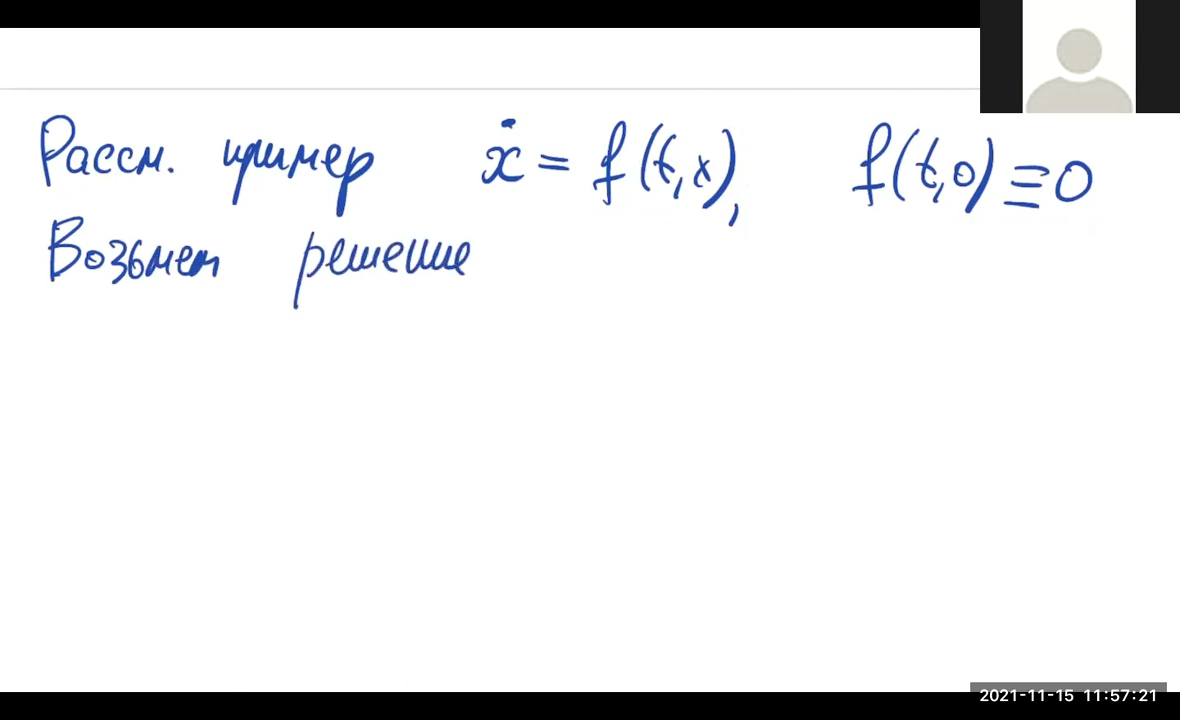 Рассм. пример ẋ = f(t,x), f(t,0) ≡ 0
Возьмем решение
2021-11-15 11:57:21